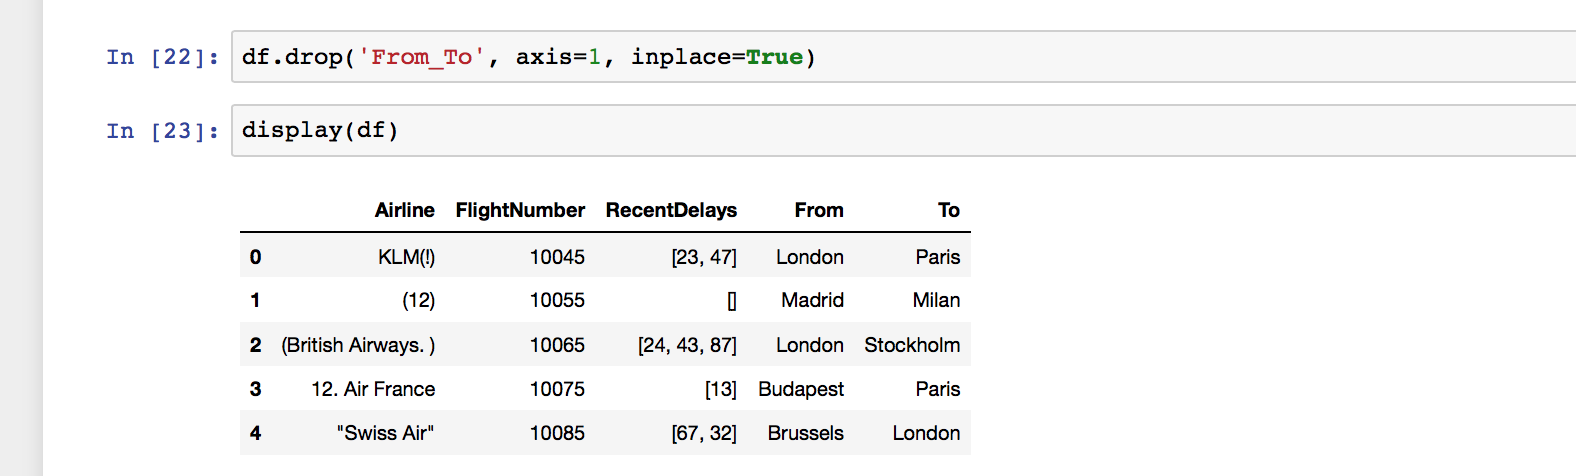 In [22]: df.drop('From_To', axis=1, inplace=True)
In [23]: display(df)
Airline FlightNumber RecentDelays From To
0 KLM(!) 10045 [23, 47] London Paris
1 (12) 10055 [] Madrid Milan
2 (British Airways. ) 10065 [24, 43, 87] London Stockholm
3 12. Air France 10075 [13] Budapest Paris
4 "Swiss Air" 10085 [67, 32] Brussels London